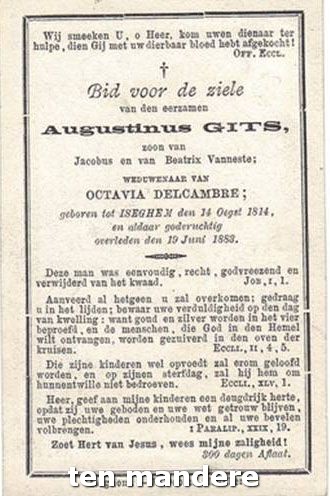 Wij smeeken U, o Heer, kom uwen dienaar ter
hulpe, dien Gij met uw dierbaar bloed hebt afgekocht!
Off. Eccl.
†
Bid voor de ziele
van den eerzamen
Augustinus GITS,
zoon van
Jacobus en van Beatrix Vanneste;
WEDUWENAAR VAN
OCTAVIA DELCAMBRE;
geboren tot ISEGHEM den 14 Oegst 1814,
en aldaar godvruchtig
overleden den 19 Juni 1883.
Deze man was eenvoudig, recht, godvreezend en
verwijderd van het kwaad. Job, I, 1.
Aanveerd al hetgeen u zal overkomen; gedraag
u in het lijden; bewaar uwe verduldigheid op den dag
van kwelling: want goud en zilver worden in het vier
beproefd, en de menschen, die God in den Hemel
wilt ontvangen, worden gezuiverd in den oven der
kruisen. Eccli., II, 4, 5.
Die zijne kinderen wel opvoedt zal erom geloofd
worden, en op zijnen sterfdag, zal hij hem om
hunnentwille niet bedroeven. Eccli., XLV, 1.
Heer, geef aan mijne kinderen een deugdrijk herte,
opdat zij uwe geboden en uwe wet getrouw blijven,
uwe plechtigheden onderhouden en al uwe bevelen
volbrengen. 1 Paralip., XXIX, 19.
Zoet Hert van Jesus, wees mijne zaligheid!
300 dagen Aflaat.
ten mandere